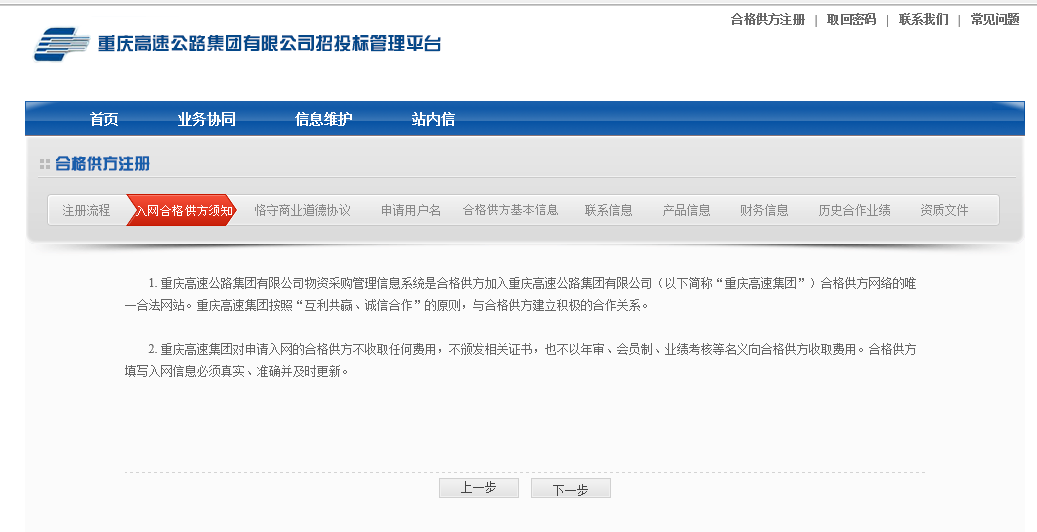 合格供方注册 | 取回密码 | 联系我们 | 常见问题
重庆高速公路集团有限公司招投标管理平台
首页 业务协同 信息维护 站内信
合格供方注册
注册流程 入网合格供方须知 恪守商业道德协议 申请用户名 合格供方基本信息 联系信息 产品信息 财务信息 历史合作业绩 资质文件
1. 重庆高速公路集团有限公司物资采购管理信息系统是合格供方加入重庆高速公路集团有限公司（以下简称“重庆高速集团”）合格供方网络的唯
一合法网站。重庆高速集团按照“互利共赢、诚信合作”的原则，与合格供方建立积极的合作关系。
2. 重庆高速集团对申请入网的合格供方不收取任何费用，不颁发相关证书，也不以年审、会员制、业绩考核等名义向合格供方收取费用。合格供方
填写入网信息必须真实、准确并及时更新。
上一步 下一步